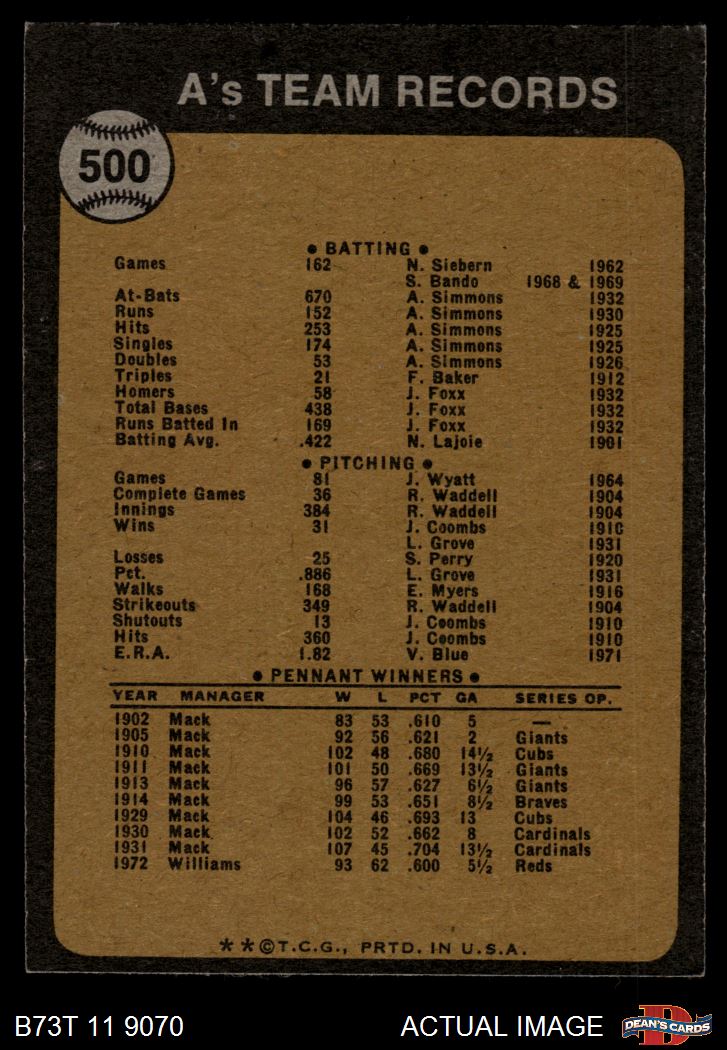 A's TEAM RECORDS
500
• BATTING •
Games 162 N. Siebern 1962
S. Bando 1968 & 1969
At-Bats 670 A. Simmons 1932
Runs 152 A. Simmons 1930
Hits 253 A. Simmons 1925
Singles 174 A. Simmons 1925
Doubles 53 A. Simmons 1926
Triples 21 F. Baker 1912
Homers 58 J. Foxx 1932
Total Bases 438 J. Foxx 1932
Runs Batted In 169 J. Foxx 1932
Batting Avg. .422 N. Lajoie 1901
• PITCHING •
Games 81 J. Wyatt 1964
Complete Games 36 R. Waddell 1904
Innings 384 R. Waddell 1904
Wins 31 J. Coombs 1910
L. Grove 1931
Losses 25 S. Perry 1920
Pct. .886 L. Grove 1931
Walks 168 E. Myers 1916
Strikeouts 349 R. Waddell 1904
Shutouts 13 J. Coombs 1910
Hits 360 J. Coombs 1910
E.R.A. 1.82 V. Blue 1971
• PENNANT WINNERS •
YEAR MANAGER W L PCT GA SERIES OP.
1902 Mack 83 53 .610 5 —
1905 Mack 92 56 .621 2 Giants
1910 Mack 102 48 .680 14½ Cubs
1911 Mack 101 50 .669 13½ Giants
1913 Mack 96 57 .627 6½ Giants
1914 Mack 99 53 .651 8½ Braves
1929 Mack 104 46 .693 13 Cubs
1930 Mack 102 52 .662 8 Cardinals
1931 Mack 107 45 .704 13½ Cardinals
1972 Williams 93 62 .600 5½ Reds
**©T.C.G., PRTD. IN U.S.A.
B73T 11 9070 ACTUAL IMAGE
D DEAN'S CARDS